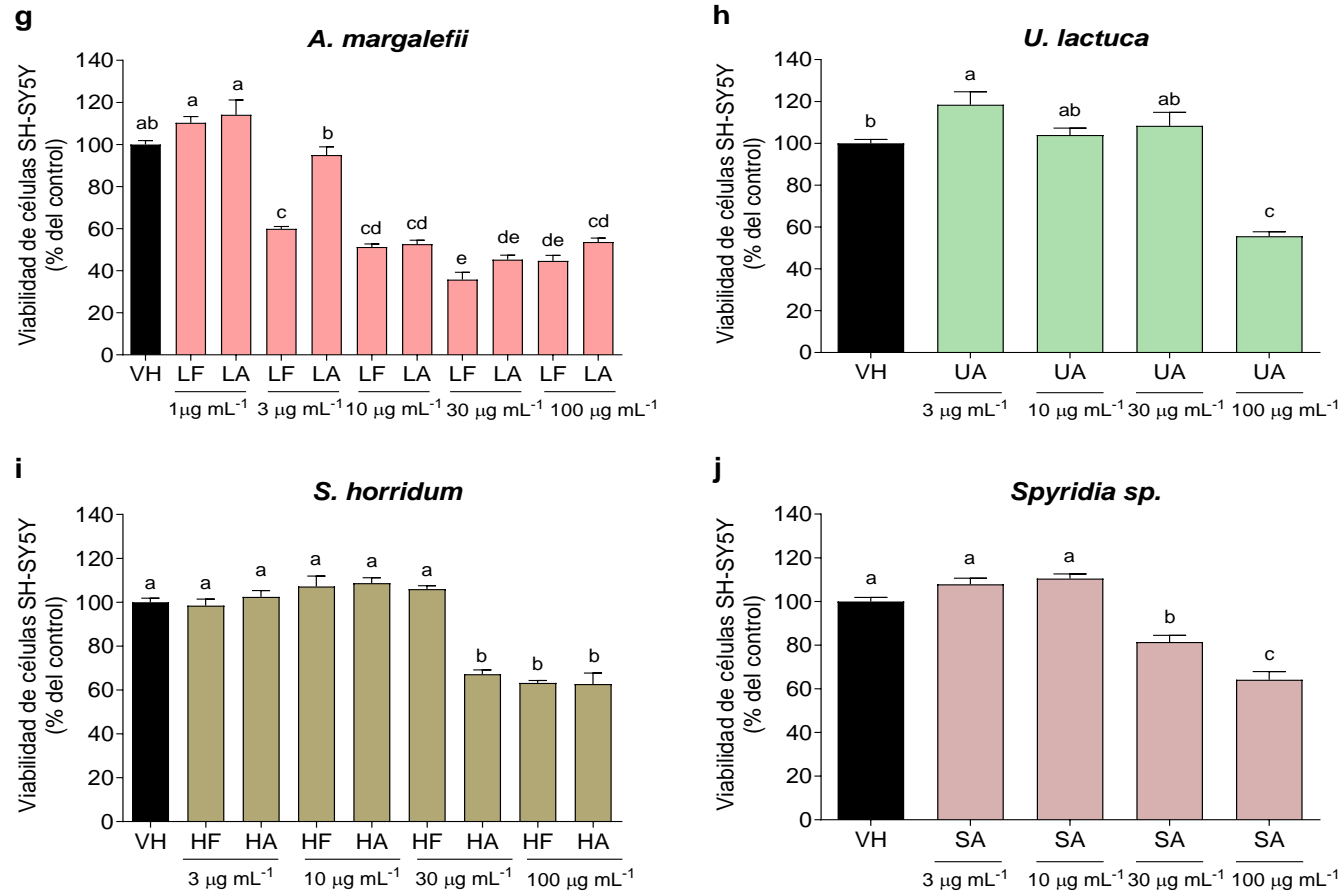 g
A. margalefii
Viabilidad de células SH-SY5Y
(% del control)
140
120
100
80
60
40
20
0
ab
a
a
c
b
cd
cd
e
de
de
cd
VH LF LA LF LA LF LA LF LA LF LA
1μg mL⁻¹ 3 μg mL⁻¹ 10 μg mL⁻¹ 30 μg mL⁻¹ 100 μg mL⁻¹
h
U. lactuca
Viabilidad de células SH-SY5Y
(% del control)
140
120
100
80
60
40
20
0
b
a
ab
ab
c
VH UA UA UA UA
3 μg mL⁻¹ 10 μg mL⁻¹ 30 μg mL⁻¹ 100 μg mL⁻¹
i
S. horridum
Viabilidad de células SH-SY5Y
(% del control)
140
120
100
80
60
40
20
0
a
a
a
a
a
a
b
b
b
VH HF HA HF HA HF HA HF HA
3 μg mL⁻¹ 10 μg mL⁻¹ 30 μg mL⁻¹ 100 μg mL⁻¹
j
Spyridia sp.
Viabilidad de células SH-SY5Y
(% del control)
140
120
100
80
60
40
20
0
a
a
a
b
c
VH SA SA SA SA
3 μg mL⁻¹ 10 μg mL⁻¹ 30 μg mL⁻¹ 100 μg mL⁻¹